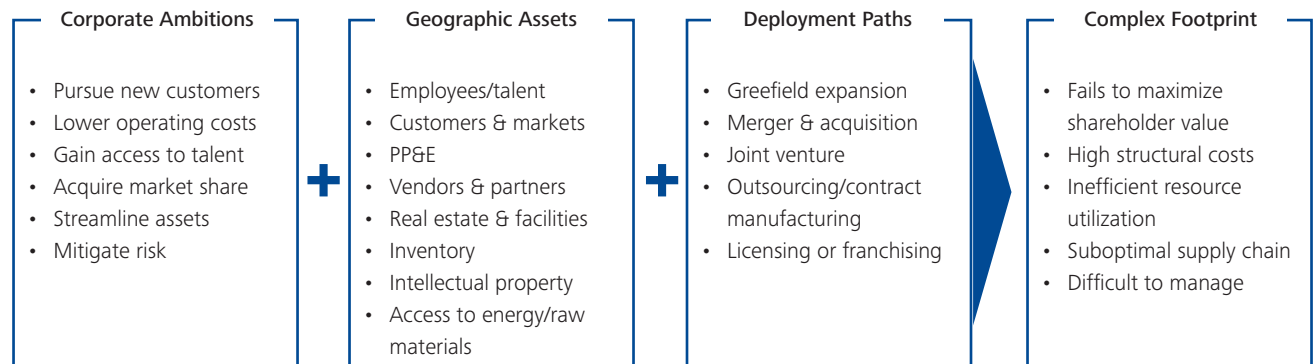 Corporate Ambitions
• Pursue new customers
• Lower operating costs
• Gain access to talent
• Acquire market share
• Streamline assets
• Mitigate risk
+
Geographic Assets
• Employees/talent
• Customers & markets
• PP&E
• Vendors & partners
• Real estate & facilities
• Inventory
• Intellectual property
• Access to energy/raw
materials
+
Deployment Paths
• Greefield expansion
• Merger & acquisition
• Joint venture
• Outsourcing/contract
manufacturing
• Licensing or franchising
Complex Footprint
• Fails to maximize
shareholder value
• High structural costs
• Inefficient resource
utilization
• Suboptimal supply chain
• Difficult to manage